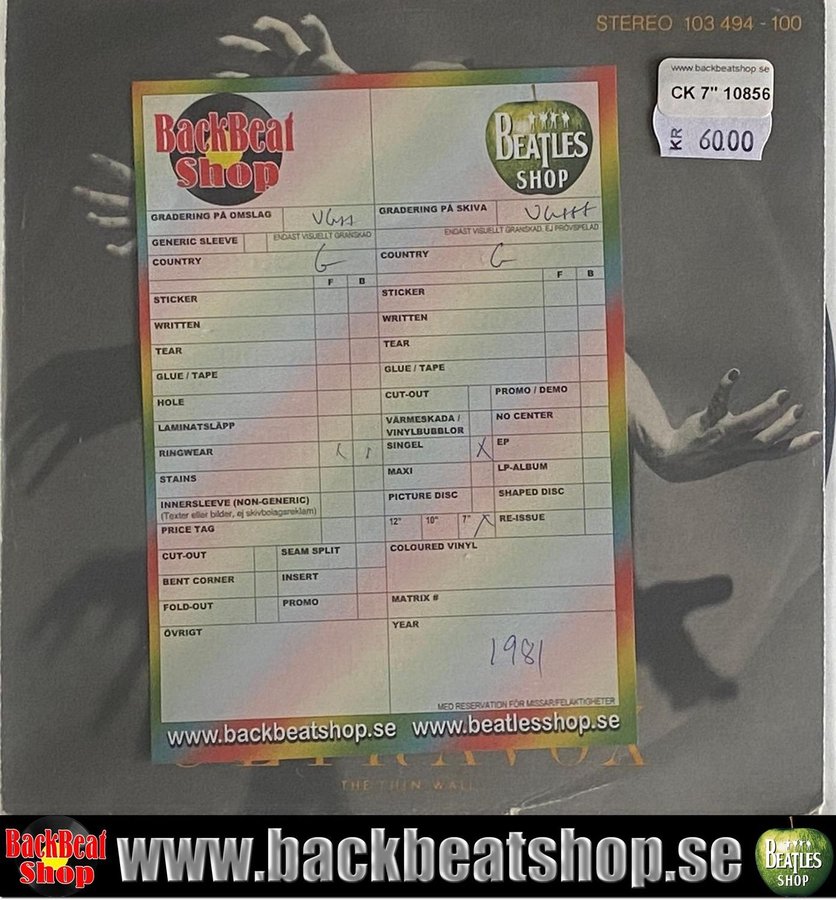 STEREO 103 494 - 100
www.backbeatshop.se
CK 7" 10856
KR 60.00
BackBeat
Shop
BEATLES
SHOP
GRADERING PÅ OMSLAG
GRADERING PÅ SKIVA
GENERIC SLEEVE
ENDAST VISUELLT GRANSKAD
ENDAST VISUELLT GRANSKAD, EJ PROVSPELAD
COUNTRY G
COUNTRY G
F B
F B
STICKER
STICKER
WRITTEN
WRITTEN
TEAR
TEAR
GLUE / TAPE
GLUE / TAPE
HOLE
CUT-OUT
PROMO / DEMO
LAMINATSLÄPP
VÄRMESKADA /
VINYLBUBBLOR
NO CENTER
RINGWEAR
SINGEL X
EP
STAINS
MAXI
LP-ALBUM
INNERSLEEVE (NON-GENERIC)
(Texter eller bilder, ej skivbolagsreklam)
PICTURE DISC
SHAPED DISC
PRICE TAG
12" 10" 7"
RE-ISSUE
CUT-OUT
SEAM SPLIT
COLOURED VINYL
BENT CORNER
INSERT
FOLD-OUT
PROMO
MATRIX #
ÖVRIGT
YEAR
1981
MED RESERVATION FÖR MISSAR/FELAKTIGHETER
www.backbeatshop.se www.beatlesshop.se
ULTRAVOX
THE THIN WALL
BackBeat
Shop
www.backbeatshop.se
BEATLES
SHOP